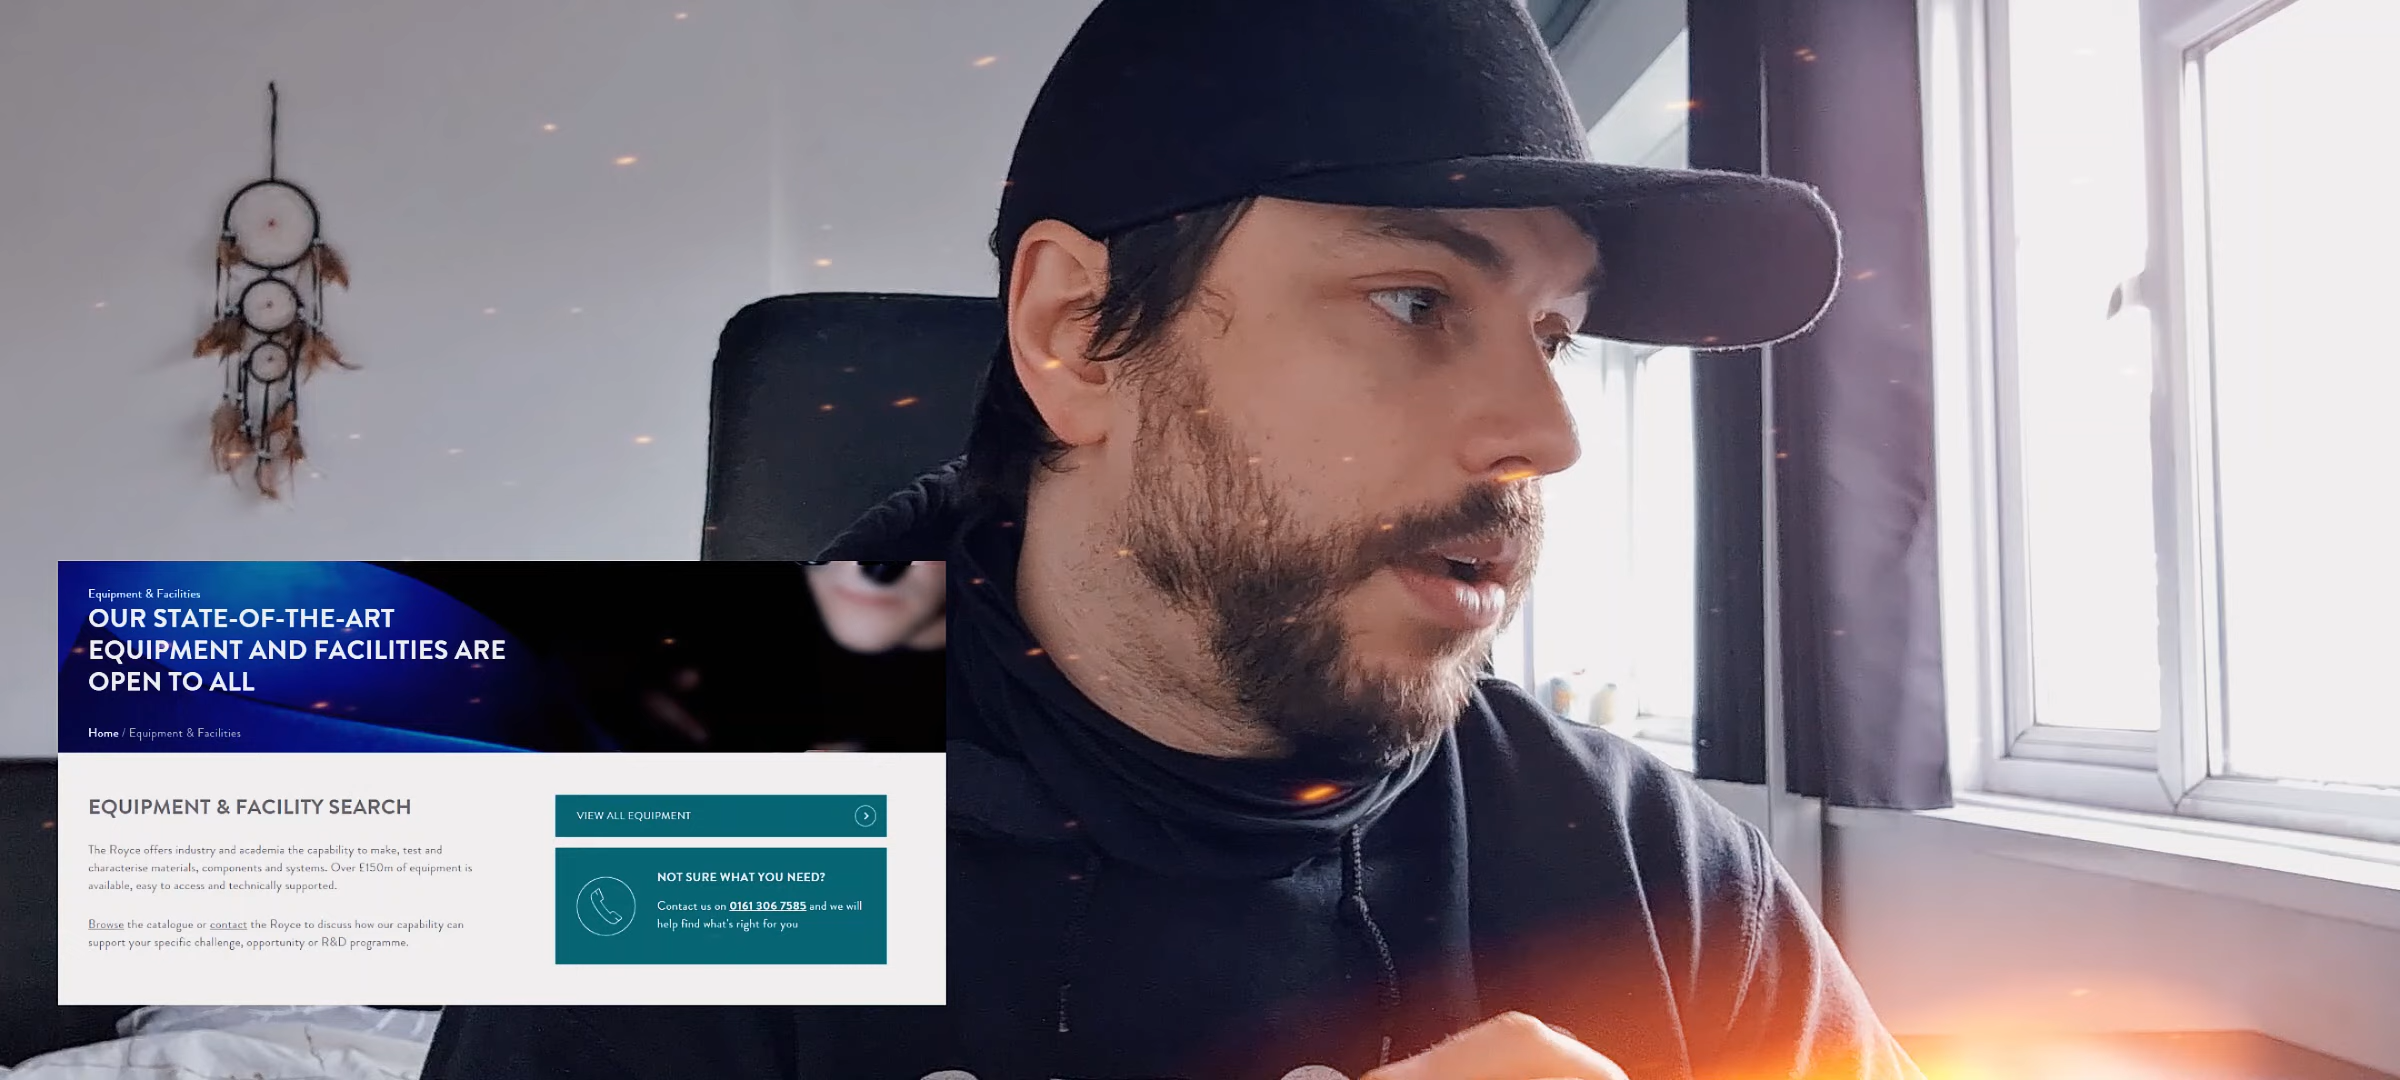 Equipment & Facilities
OUR STATE-OF-THE-ART
EQUIPMENT AND FACILITIES ARE
OPEN TO ALL
Home / Equipment & Facilities
EQUIPMENT & FACILITY SEARCH
The Royce offers industry and academia the capability to make, test and
characterise materials, components and systems. Over £150m of equipment is
available, easy to access and technically supported.
Browse the catalogue or contact the Royce to discuss how our capability can
support your specific challenge, opportunity or R&D programme.
VIEW ALL EQUIPMENT
NOT SURE WHAT YOU NEED?
Contact us on 0161 306 7585 and we will
help find what's right for you